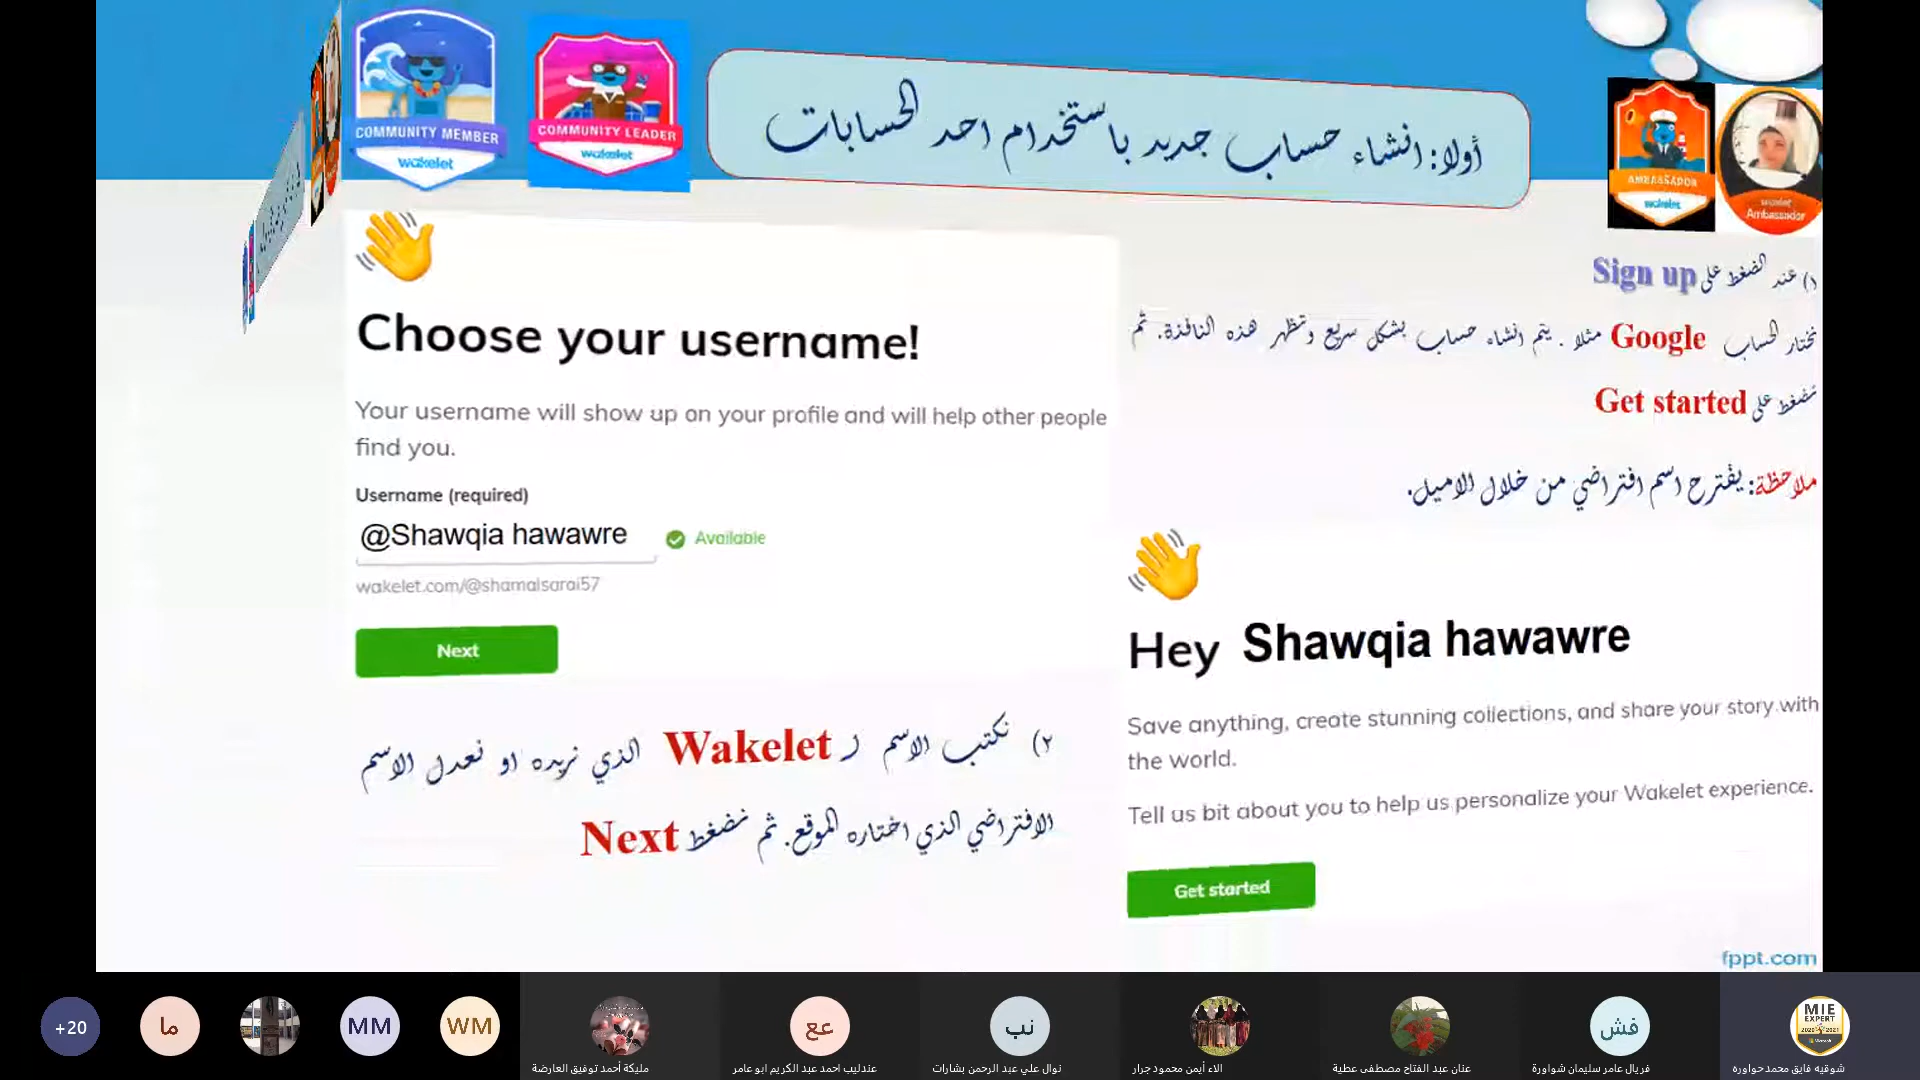 COMMUNITY MEMBER
wakelet
COMMUNITY LEADER
wakelet
أولا: انشاء حساب جديد باستخدام احد الحسابات
AMBASSADOR
wakelet
wakelet
Ambassador
١) عند الضغط على Sign up
نختار الحساب Google مثلا . يتم انشاء حساب بشكل سريع وتظهر هذه النافذة. ثم
نضغط على Get started
ملاحظة: يقترح اسم افتراضي من خلال الاميل.
Choose your username!
Your username will show up on your profile and will help other people
find you.
Username (required)
@Shawqia hawawre
Available
wakelet.com/@shamalsarai57
Next
٢) نكتب الاسم لـ Wakelet الذي نريده او نعدل الاسم
الافتراضي الذي اختاره الموقع. ثم نضغط Next
Hey Shawqia hawawre
Save anything, create stunning collections, and share your story with
the world.
Tell us bit about you to help us personalize your Wakelet experience.
Get started
fppt.com
+20
ما
MM
WM
عع
نب
فش
MIE
EXPERT
2020 2021
Microsoft
مليكة أحمد توفيق العارضة
عندليب احمد عبد الكريم ابو عامر
نوال علي عبد الرحمن بشارات
الاء أيمن محمود جرار
عنان عبد الفتاح مصطفى عطية
فريال عامر سليمان شواورة
شوقيه فايق محمد حواوره